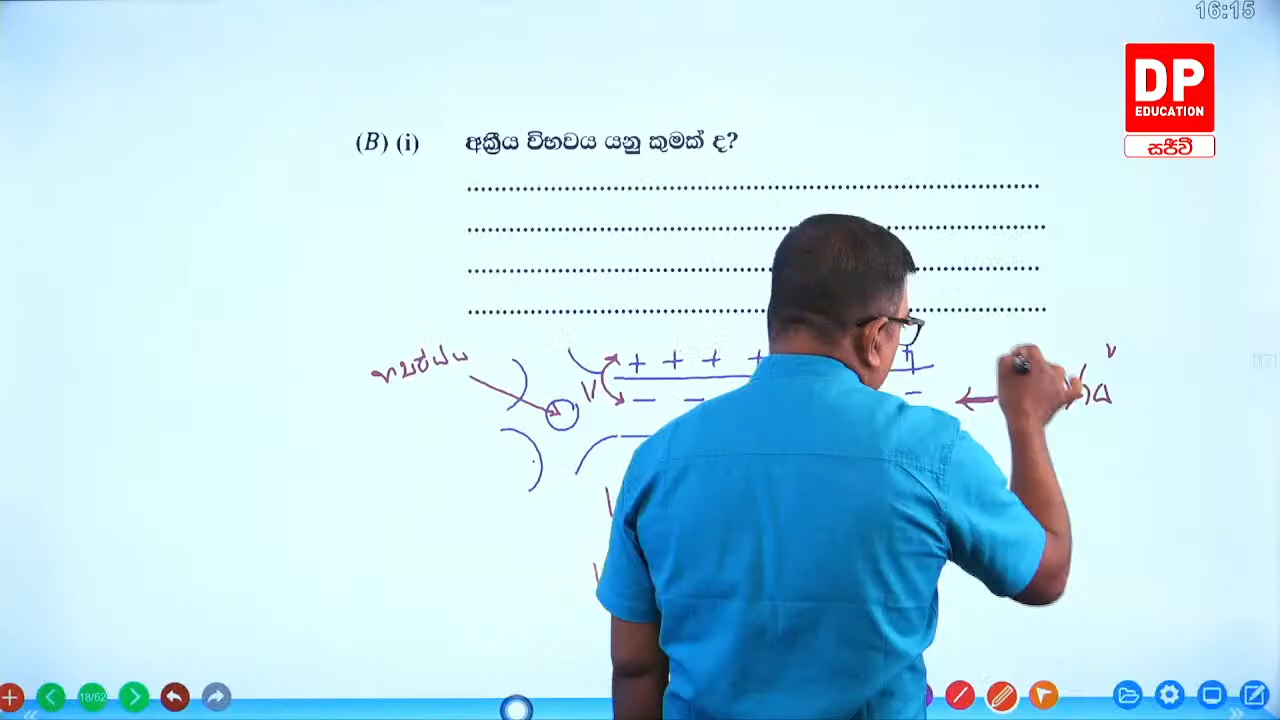 16:15
DP
EDUCATION
සජීවී
(B) (i) අක්‍රීය විභවය යනු කුමක් ද?
+ + + + +
V
18/62